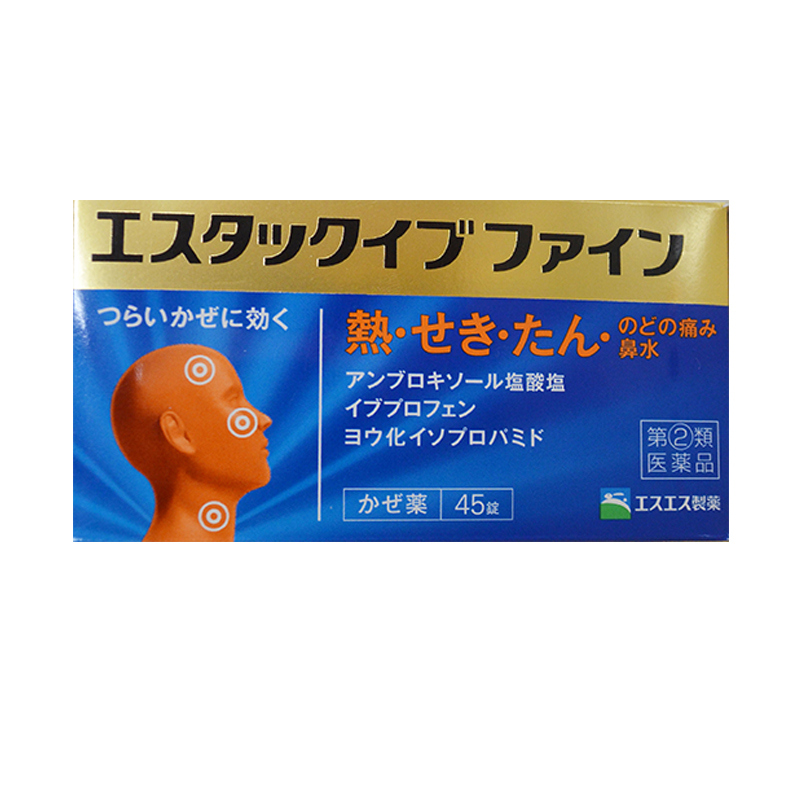 エスタックイブ ファイン
つらいかぜに効く
熱・せき・たん・のどの痛み
鼻水
アンブロキソール塩酸塩
イブプロフェン
ヨウ化イソプロパミド
かぜ薬 45錠
第②類
医薬品
エスエス製薬